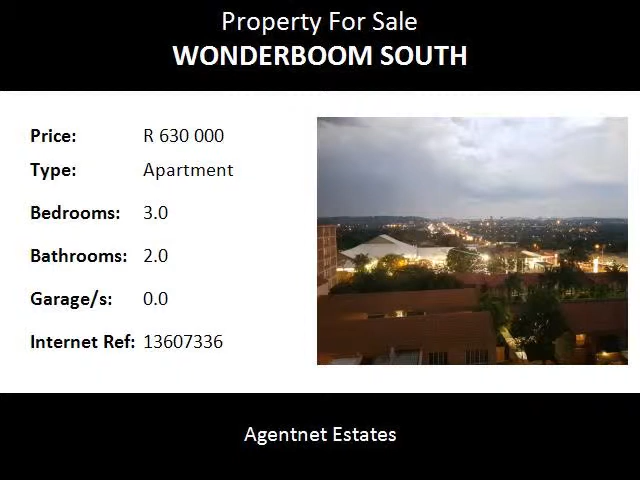 Property For Sale
WONDERBOOM SOUTH
Price: R 630 000
Type: Apartment
Bedrooms: 3.0
Bathrooms: 2.0
Garage/s: 0.0
Internet Ref: 13607336
Agentnet Estates